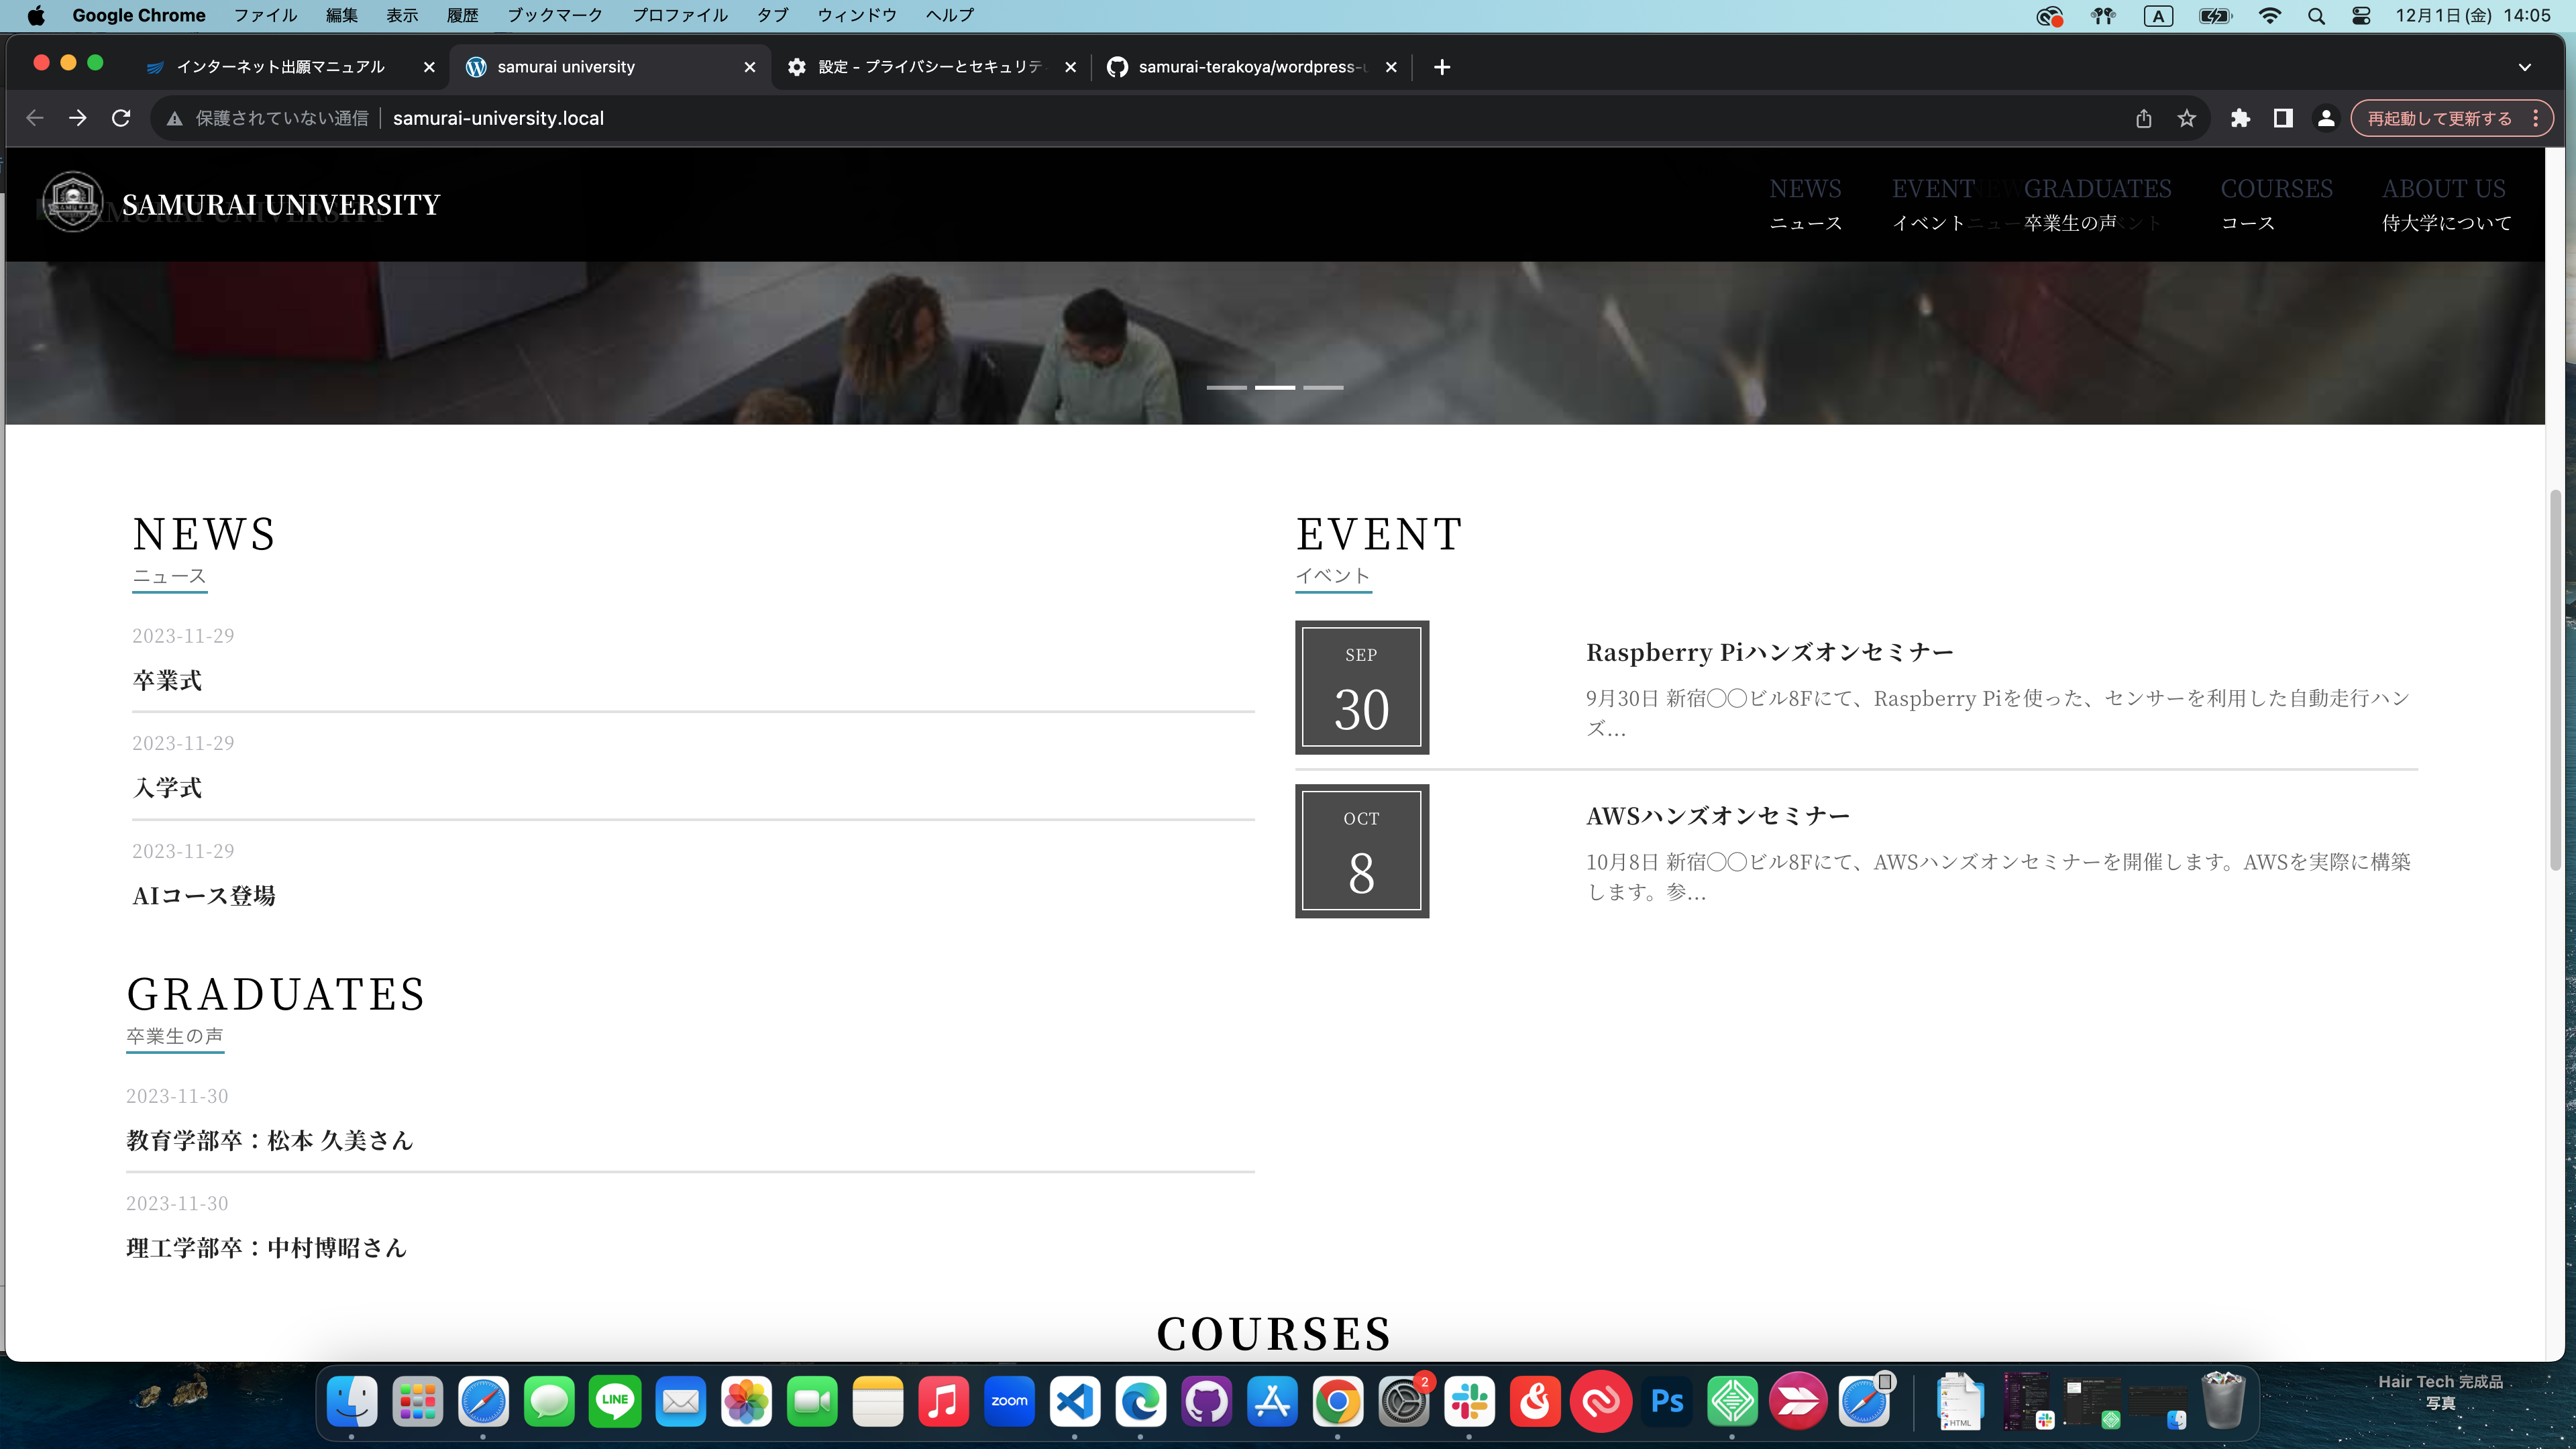 Google Chrome ファイル 編集 表示 履歴 ブックマーク プロファイル タブ ウィンドウ ヘルプ A 12月1日(金) 14:05
インターネット出願マニュアル samurai university 設定 - プライバシーとセキュリテ samurai-terakoya/wordpress-u
保護されていない通信 samurai-university.local 再起動して更新する
SAMURAI UNIVERSITY
NEWS EVENT GRADUATES COURSES ABOUT US
ニュース イベント 卒業生の声 コース 侍大学について
NEWS
ニュース
2023-11-29
卒業式
2023-11-29
入学式
2023-11-29
AIコース登場
EVENT
イベント
SEP
30
Raspberry Piハンズオンセミナー
9月30日 新宿◯◯ビル8Fにて、Raspberry Piを使った、センサーを利用した自動走行ハン
ズ...
OCT
8
AWSハンズオンセミナー
10月8日 新宿◯◯ビル8Fにて、AWSハンズオンセミナーを開催します。AWSを実際に構築
します。参...
GRADUATES
卒業生の声
2023-11-30
教育学部卒：松本 久美さん
2023-11-30
理工学部卒：中村博昭さん
COURSES
LINE
zoom
2
Ps
HTML
Hair Tech 完成品
写真